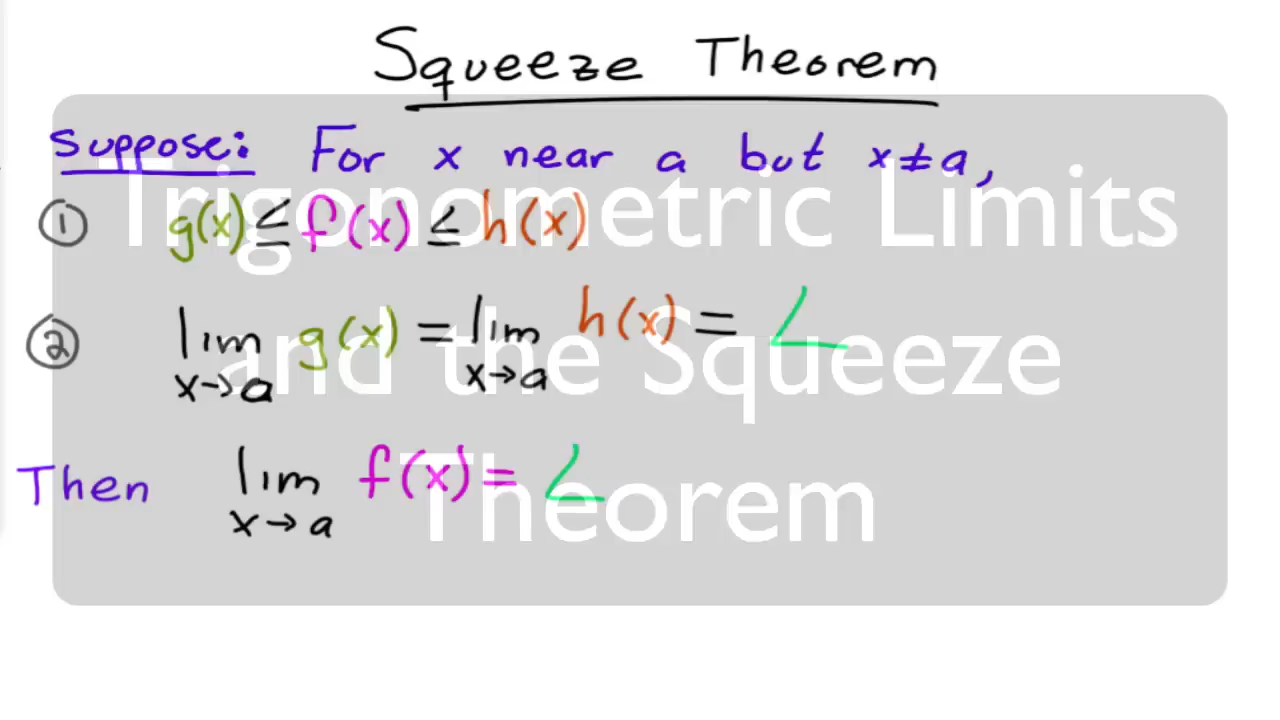 Squeeze Theorem
Suppose: For x near a but x≠a,
① g(x) ≤ f(x) ≤ h(x)
② lim x→a g(x) = lim x→a h(x) = L
Then lim x→a f(x) = L
Trigonometric Limits
and the Squeeze
Theorem